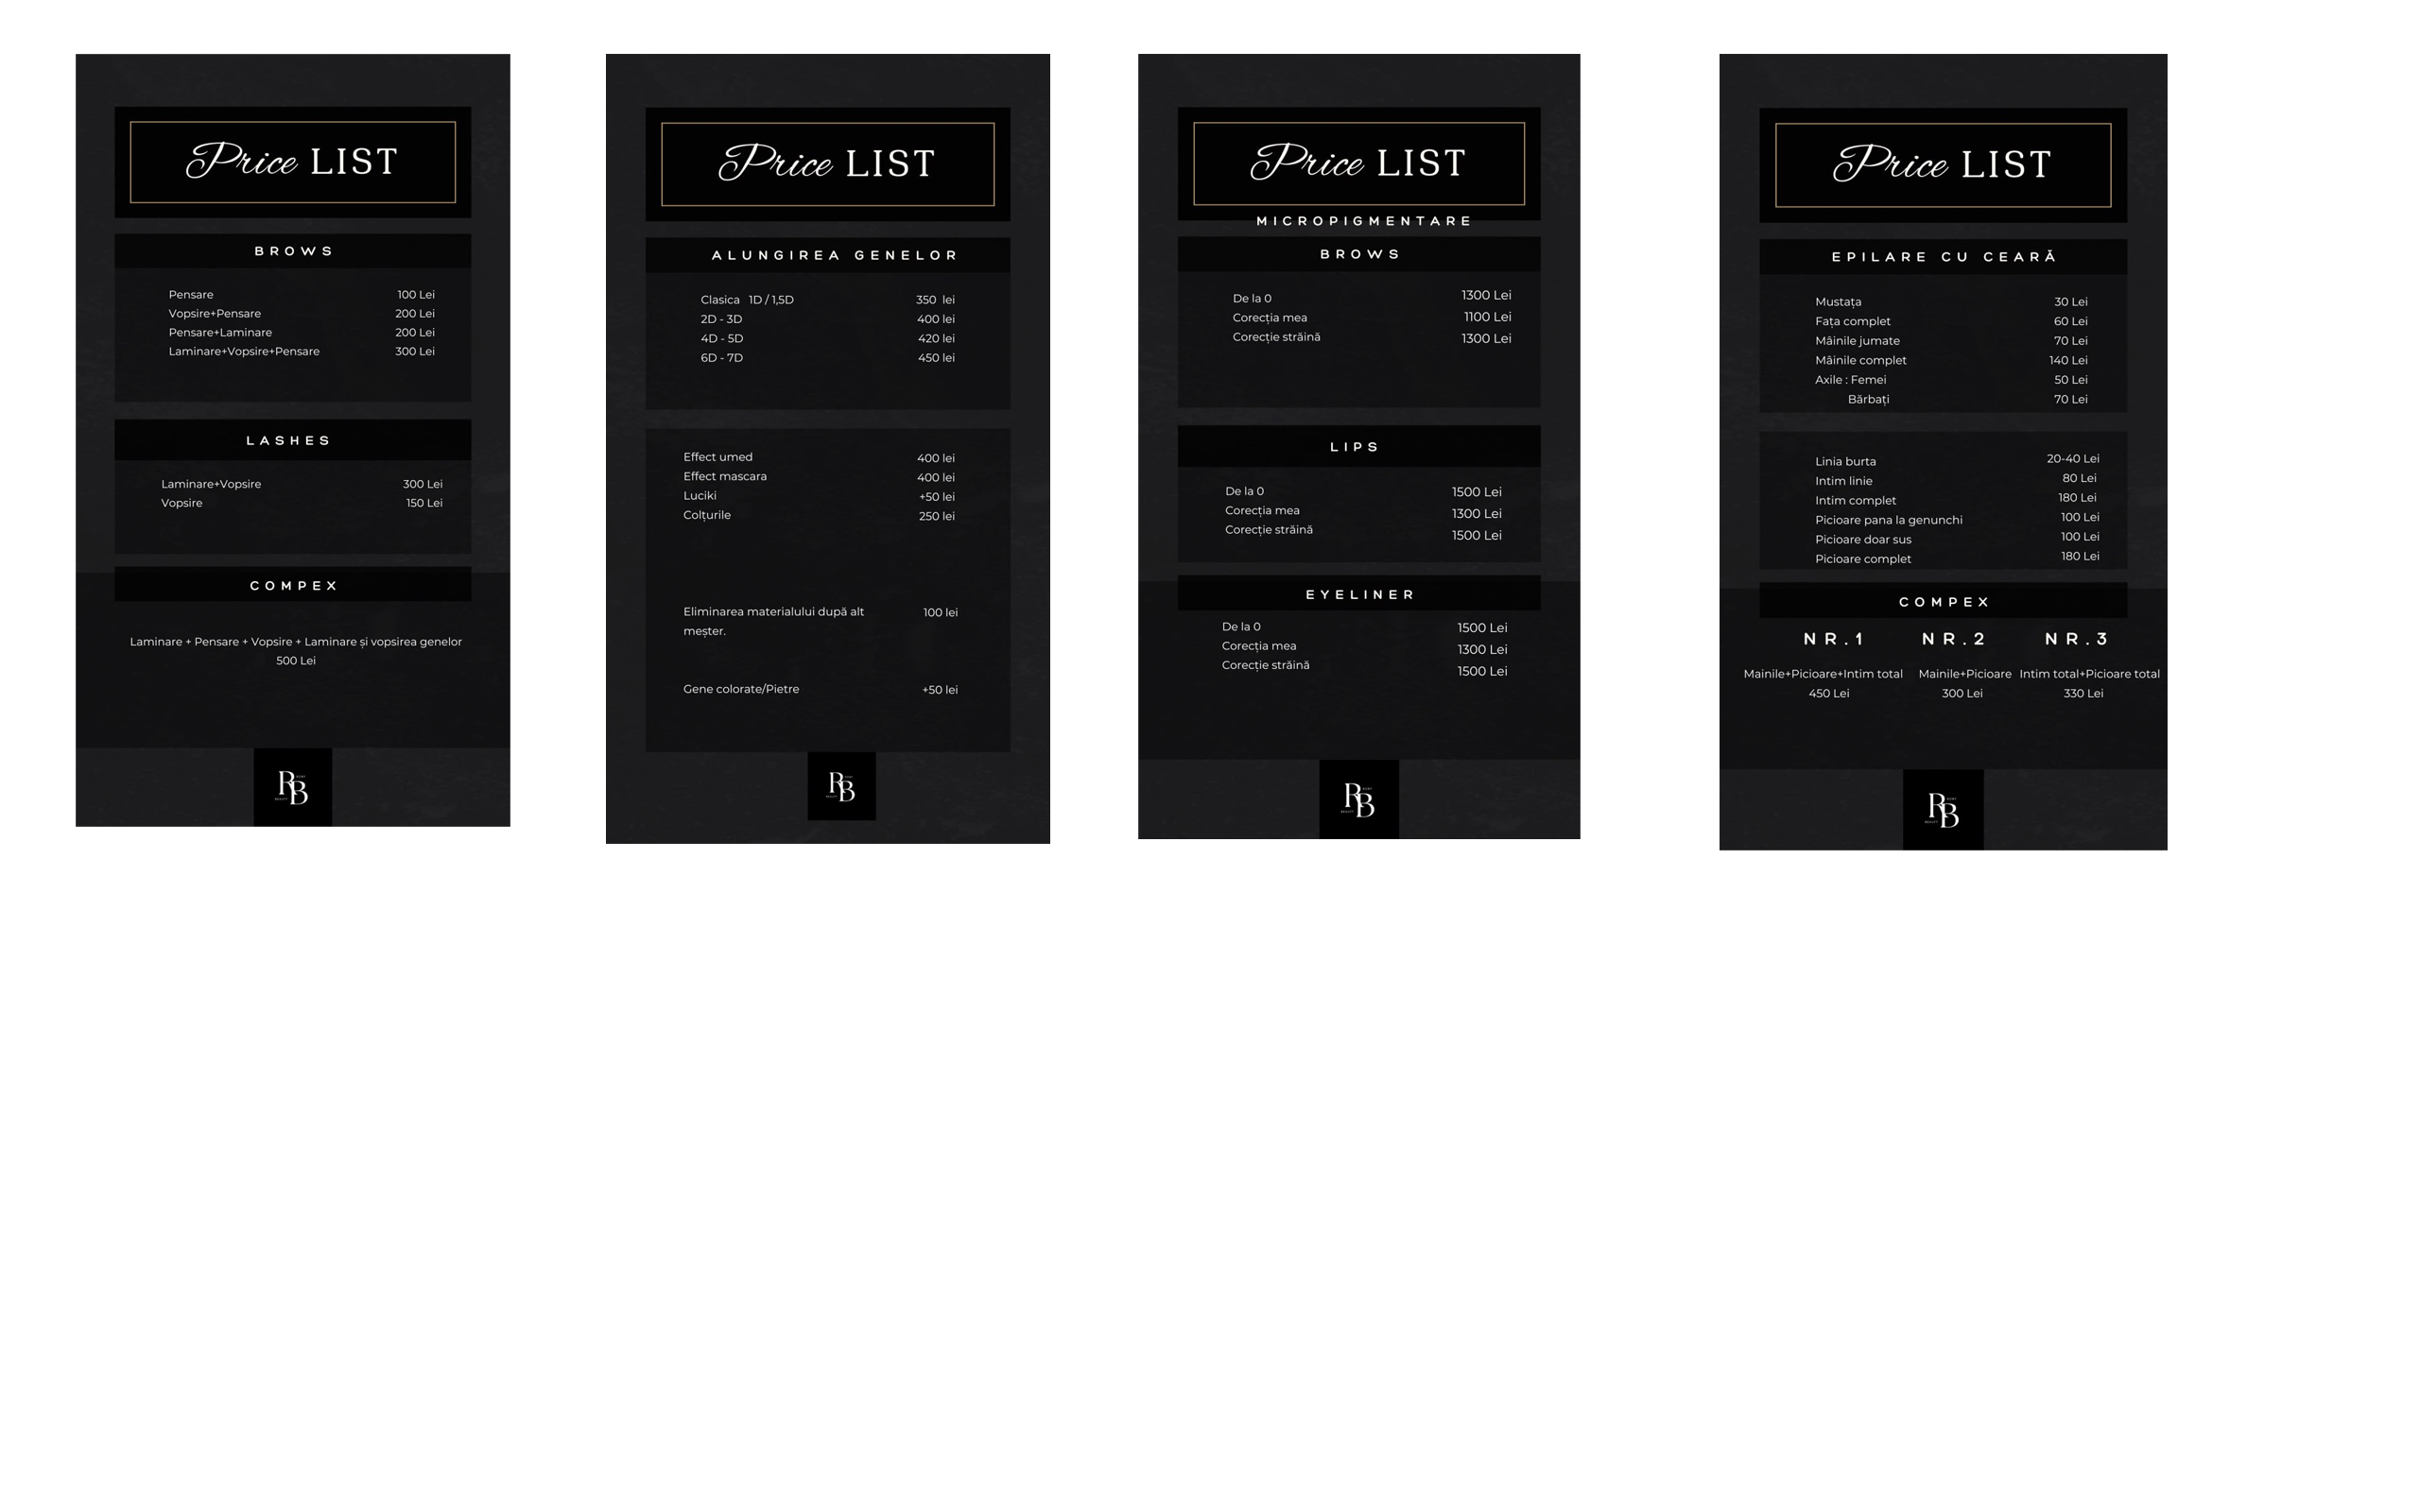 Price LIST
BROWS
Pensare 100 Lei
Vopsire+Pensare 200 Lei
Pensare+Laminare 200 Lei
Laminare+Vopsire+Pensare 300 Lei
LASHES
Laminare+Vopsire 300 Lei
Vopsire 150 Lei
COMPEX
Laminare + Pensare + Vopsire + Laminare și vopsirea genelor
500 Lei
RB
Price LIST
ALUNGIREA GENELOR
Clasica 1D / 1,5D 350 lei
2D - 3D 400 lei
4D - 5D 420 lei
6D - 7D 450 lei
Effect umed 400 lei
Effect mascara 400 lei
Luciki +50 lei
Colțurile 250 lei
Eliminarea materialului după alt 100 lei
meșter.
Gene colorate/Pietre +50 lei
RB
Price LIST
MICROPIGMENTARE
BROWS
De la 0 1300 Lei
Corecția mea 1100 Lei
Corecție străină 1300 Lei
LIPS
De la 0 1500 Lei
Corecția mea 1300 Lei
Corecție străină 1500 Lei
EYELINER
De la 0 1500 Lei
Corecția mea 1300 Lei
Corecție străină 1500 Lei
RB
Price LIST
EPILARE CU CEARĂ
Mustața 30 Lei
Fața complet 60 Lei
Mâinile jumate 70 Lei
Mâinile complet 140 Lei
Axile : Femei 50 Lei
Bărbați 70 Lei
Linia burta 20-40 Lei
Intim linie 80 Lei
Intim complet 180 Lei
Picioare pana la genunchi 100 Lei
Picioare doar sus 100 Lei
Picioare complet 180 Lei
COMPEX
NR.1 NR.2 NR.3
Mainile+Picioare+Intim total Mainile+Picioare Intim total+Picioare total
450 Lei 300 Lei 330 Lei
RB